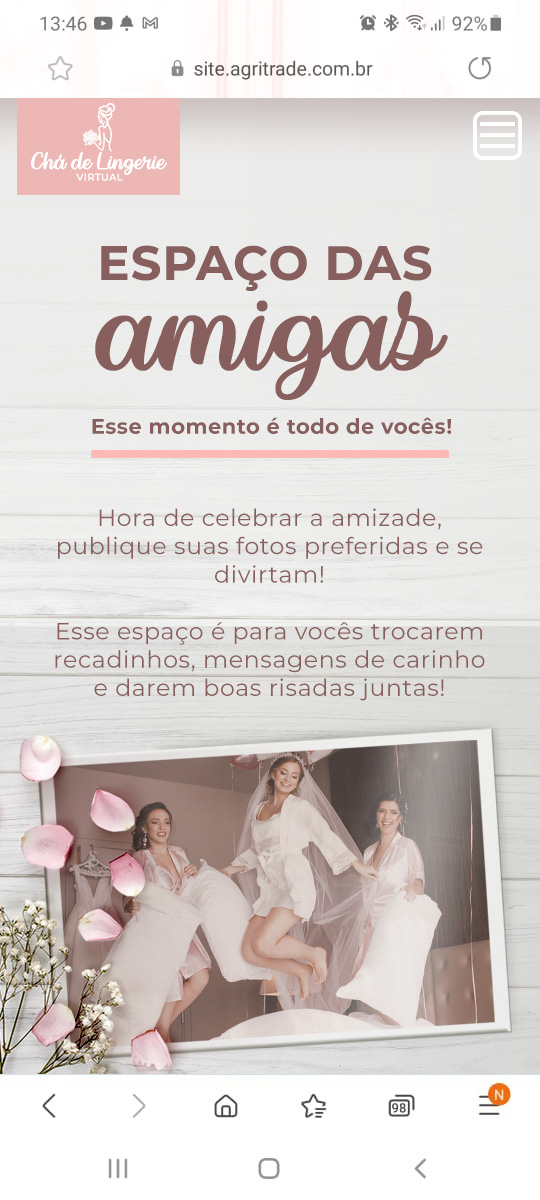 13:46
92%
site.agritrade.com.br
Chá de Lingerie
VIRTUAL
ESPAÇO DAS
amigas
Esse momento é todo de vocês!
Hora de celebrar a amizade,
publique suas fotos preferidas e se
divirtam!
Esse espaço é para vocês trocarem
recadinhos, mensagens de carinho
e darem boas risadas juntas!
98
N